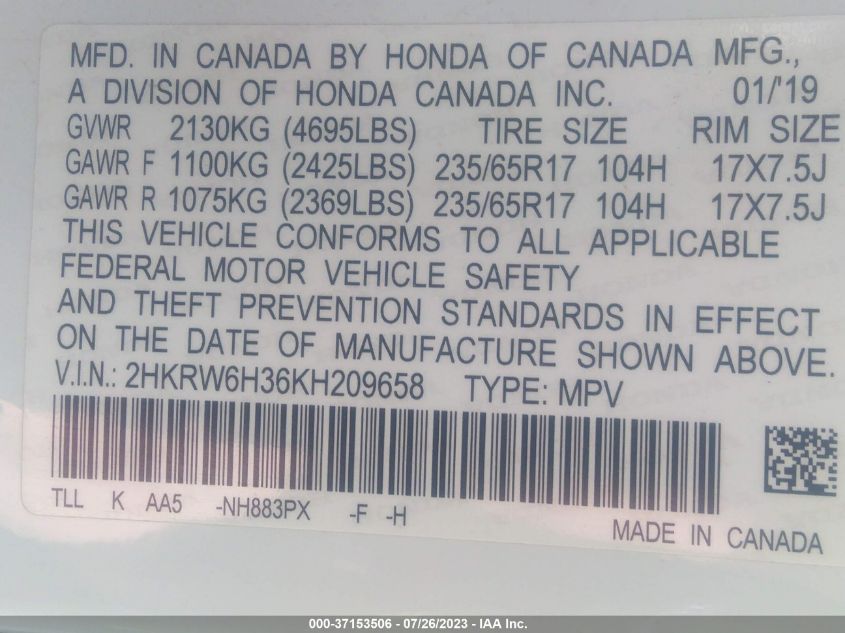 MFD. IN CANADA BY HONDA OF CANADA MFG.,
A DIVISION OF HONDA CANADA INC. 01/'19
GVWR 2130KG (4695LBS) TIRE SIZE RIM SIZE
GAWR F 1100KG (2425LBS) 235/65R17 104H 17X7.5J
GAWR R 1075KG (2369LBS) 235/65R17 104H 17X7.5J
THIS VEHICLE CONFORMS TO ALL APPLICABLE
FEDERAL MOTOR VEHICLE SAFETY
AND THEFT PREVENTION STANDARDS IN EFFECT
ON THE DATE OF MANUFACTURE SHOWN ABOVE.
V.I.N.: 2HKRW6H36KH209658 TYPE: MPV
TLL K AA5 -NH883PX -F -H
MADE IN CANADA
000-37153506 - 07/26/2023 - IAA Inc.